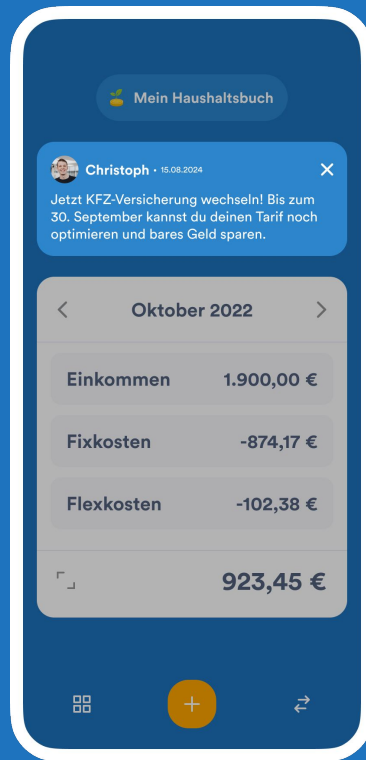 Mein Haushaltsbuch
Christoph · 15.08.2024
Jetzt KFZ-Versicherung wechseln! Bis zum
30. September kannst du deinen Tarif noch
optimieren und bares Geld sparen.
Oktober 2022
Einkommen 1.900,00 €
Fixkosten -874,17 €
Flexkosten -102,38 €
923,45 €